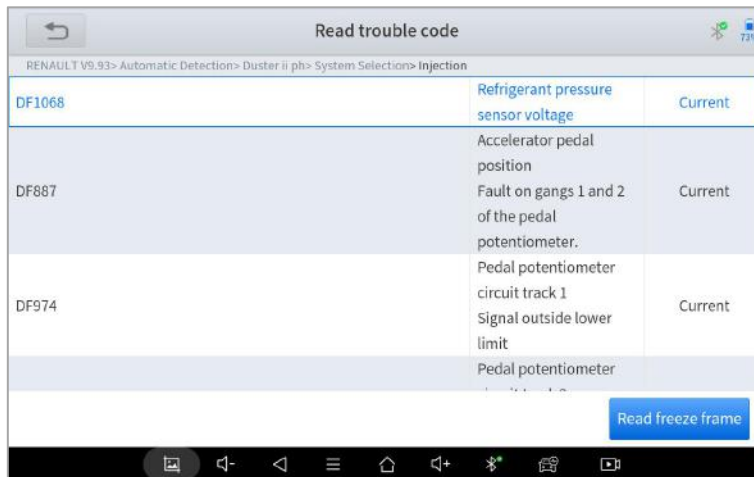 Read trouble code
73%
RENAULT V9.93> Automatic Detection> Duster ii ph> System Selection> Injection
DF1068
Refrigerant pressure
sensor voltage
Current
DF887
Accelerator pedal
position
Fault on gangs 1 and 2
of the pedal
potentiometer.
Current
DF974
Pedal potentiometer
circuit track 1
Signal outside lower
limit
Current
Pedal potentiometer
Read freeze frame